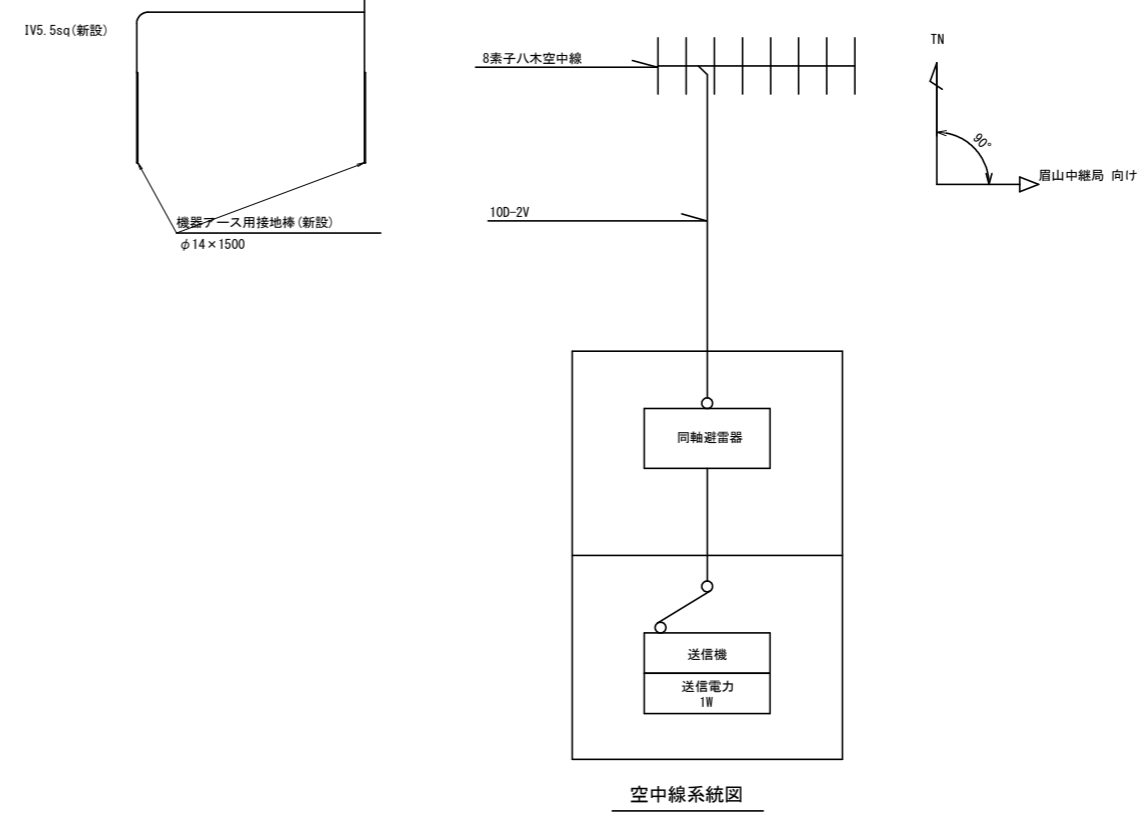 IV5.5sq(新設)
機器アース用接地棒(新設)
φ14×1500
8素子八木空中線
10D-2V
TN
90°
眉山中継局 向け
同軸避雷器
送信機
送信電力
1W
空中線系統図